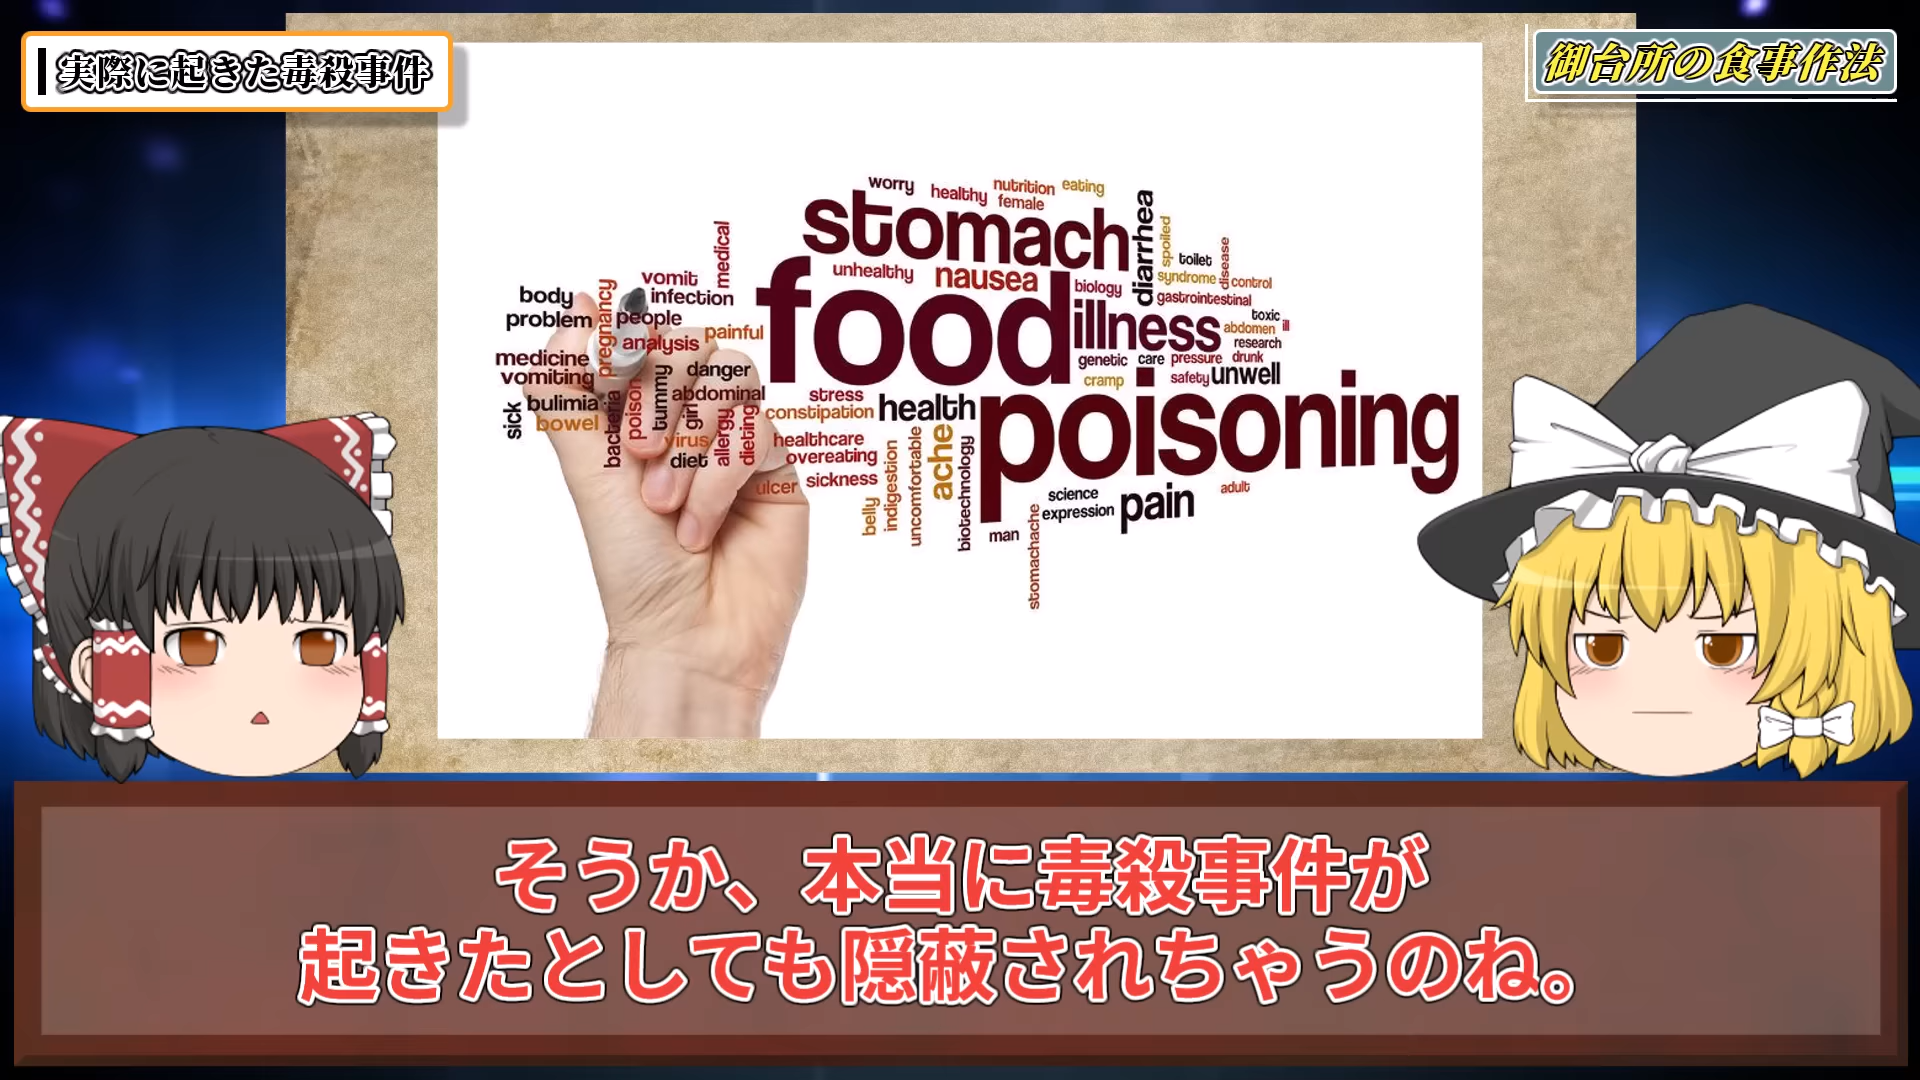 実際に起きた毒殺事件
御台所の食事作法
worry
healthy
nutrition
eating
female
stomach
diarrhea
spoiled
toilet
disease
syndrome
control
medical
unhealthy
nausea
biology
gastrointestinal
vomit
infection
body
problem
pregnancy
people
painful
analysis
food
illness
toxic
abdomen
ill
research
genetic
care
pressure
drunk
medicine
vomiting
danger
cramp
safety
unwell
sick
bulimia
bowel
bacteria
poison
tummy
abdominal
girl
stress
constipation
health
poisoning
virus
allergy
dieting
diet
healthcare
overeating
ulcer
sickness
belly
indigestion
uncomfortable
ache
biotechnology
science
expression
pain
adult
man
stomachache
そうか、本当に毒殺事件が
起きたとしても隠蔽されちゃうのね。